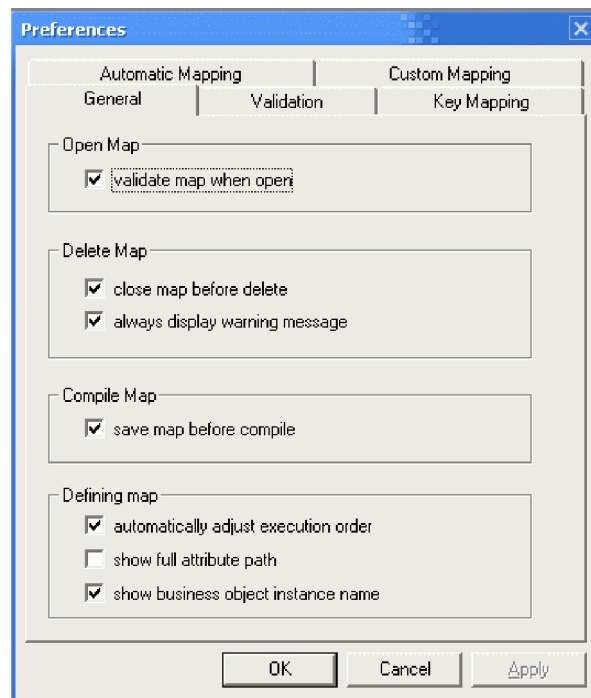 Preferences
Automatic Mapping Custom Mapping
General Validation Key Mapping
Open Map
validate map when open
Delete Map
close map before delete
always display warning message
Compile Map
save map before compile
Defining map
automatically adjust execution order
show full attribute path
show business object instance name
OK Cancel Apply